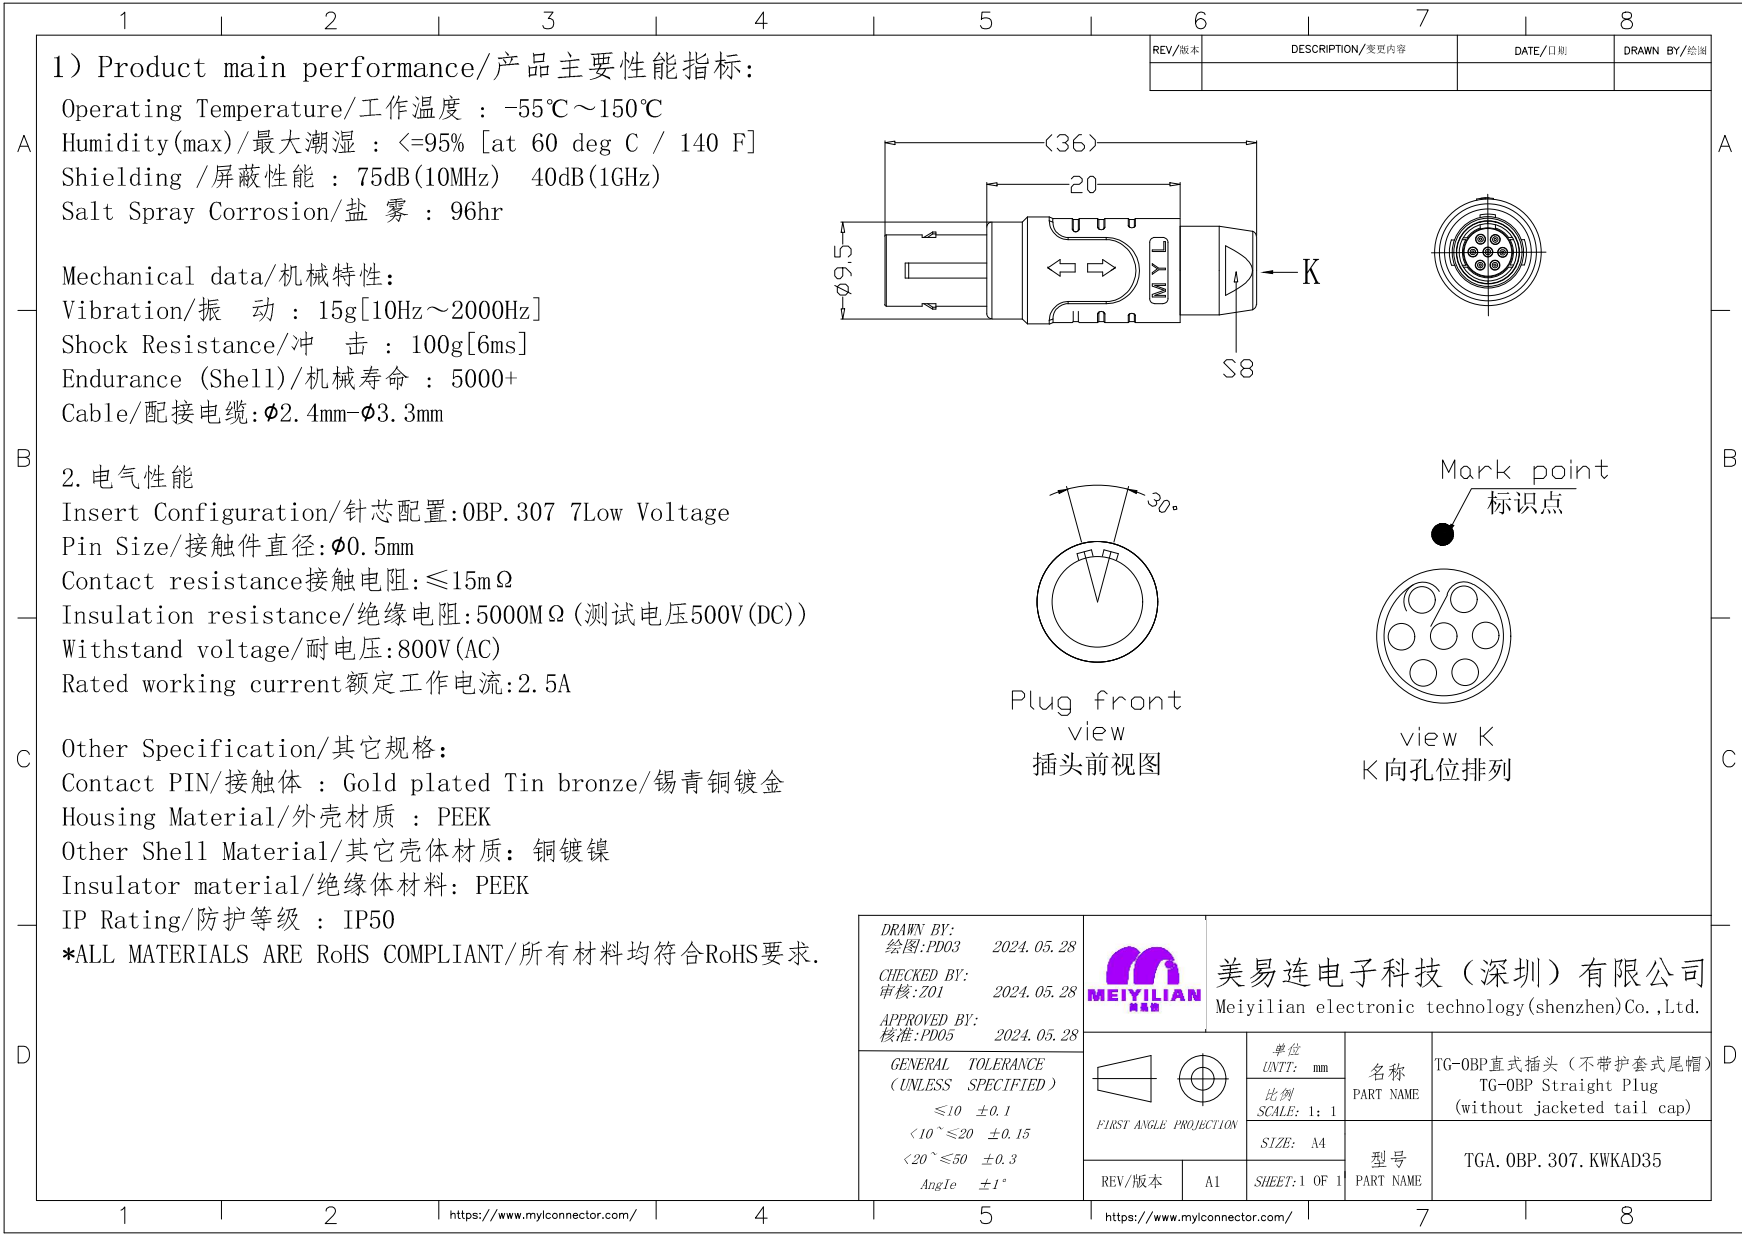 1 2 3 4 5 6 7 8
REV/版本 DESCRIPTION/变更内容 DATE/日期 DRAWN BY/绘图
1）Product main performance/产品主要性能指标:
Operating Temperature/工作温度 : -55℃～150℃
Humidity(max)/最大潮湿 : <=95% [at 60 deg C / 140 F]
Shielding /屏蔽性能 : 75dB(10MHz) 40dB(1GHz)
Salt Spray Corrosion/盐 雾 : 96hr
Mechanical data/机械特性:
Vibration/振 动 : 15g[10Hz～2000Hz]
Shock Resistance/冲 击 : 100g[6ms]
Endurance (Shell)/机械寿命 : 5000+
Cable/配接电缆:Φ2.4mm-Φ3.3mm
2.电气性能
Insert Configuration/针芯配置:0BP.307 7Low Voltage
Pin Size/接触件直径:Φ0.5mm
Contact resistance接触电阻:≤15mΩ
Insulation resistance/绝缘电阻:5000MΩ(测试电压500V(DC))
Withstand voltage/耐电压:800V(AC)
Rated working current额定工作电流:2.5A
Other Specification/其它规格:
Contact PIN/接触体 : Gold plated Tin bronze/锡青铜镀金
Housing Material/外壳材质 : PEEK
Other Shell Material/其它壳体材质: 铜镀镍
Insulator material/绝缘体材料: PEEK
IP Rating/防护等级 : IP50
*ALL MATERIALS ARE RoHS COMPLIANT/所有材料均符合RoHS要求.
A
B
C
D
(36)
20
Φ9.5
M Y L
K
S8
30°
Plug front
view
插头前视图
Mark point
标识点
view K
K向孔位排列
A
B
C
D
DRAWN BY:
绘图:PD03 2024.05.28
CHECKED BY:
审核:Z01 2024.05.28
APPROVED BY:
核准:PD05 2024.05.28
GENERAL TOLERANCE
(UNLESS SPECIFIED)
≤10 ±0.1
<10~≤20 ±0.15
<20~≤50 ±0.3
Angle ±1°
MEIYILIAN
美易连
美易连电子科技（深圳）有限公司
Meiyilian electronic technology(shenzhen)Co.,Ltd.
FIRST ANGLE PROJECTION
REV/版本 A1
单位
UNTT: mm
比例
SCALE: 1: 1
SIZE: A4
SHEET:1 OF 1
名称
PART NAME
TG-0BP直式插头（不带护套式尾帽）
TG-0BP Straight Plug
(without jacketed tail cap)
型号
PART NAME
TGA.0BP.307.KWKAD35
1 2 https://www.mylconnector.com/ 4 5 https://www.mylconnector.com/ 7 8